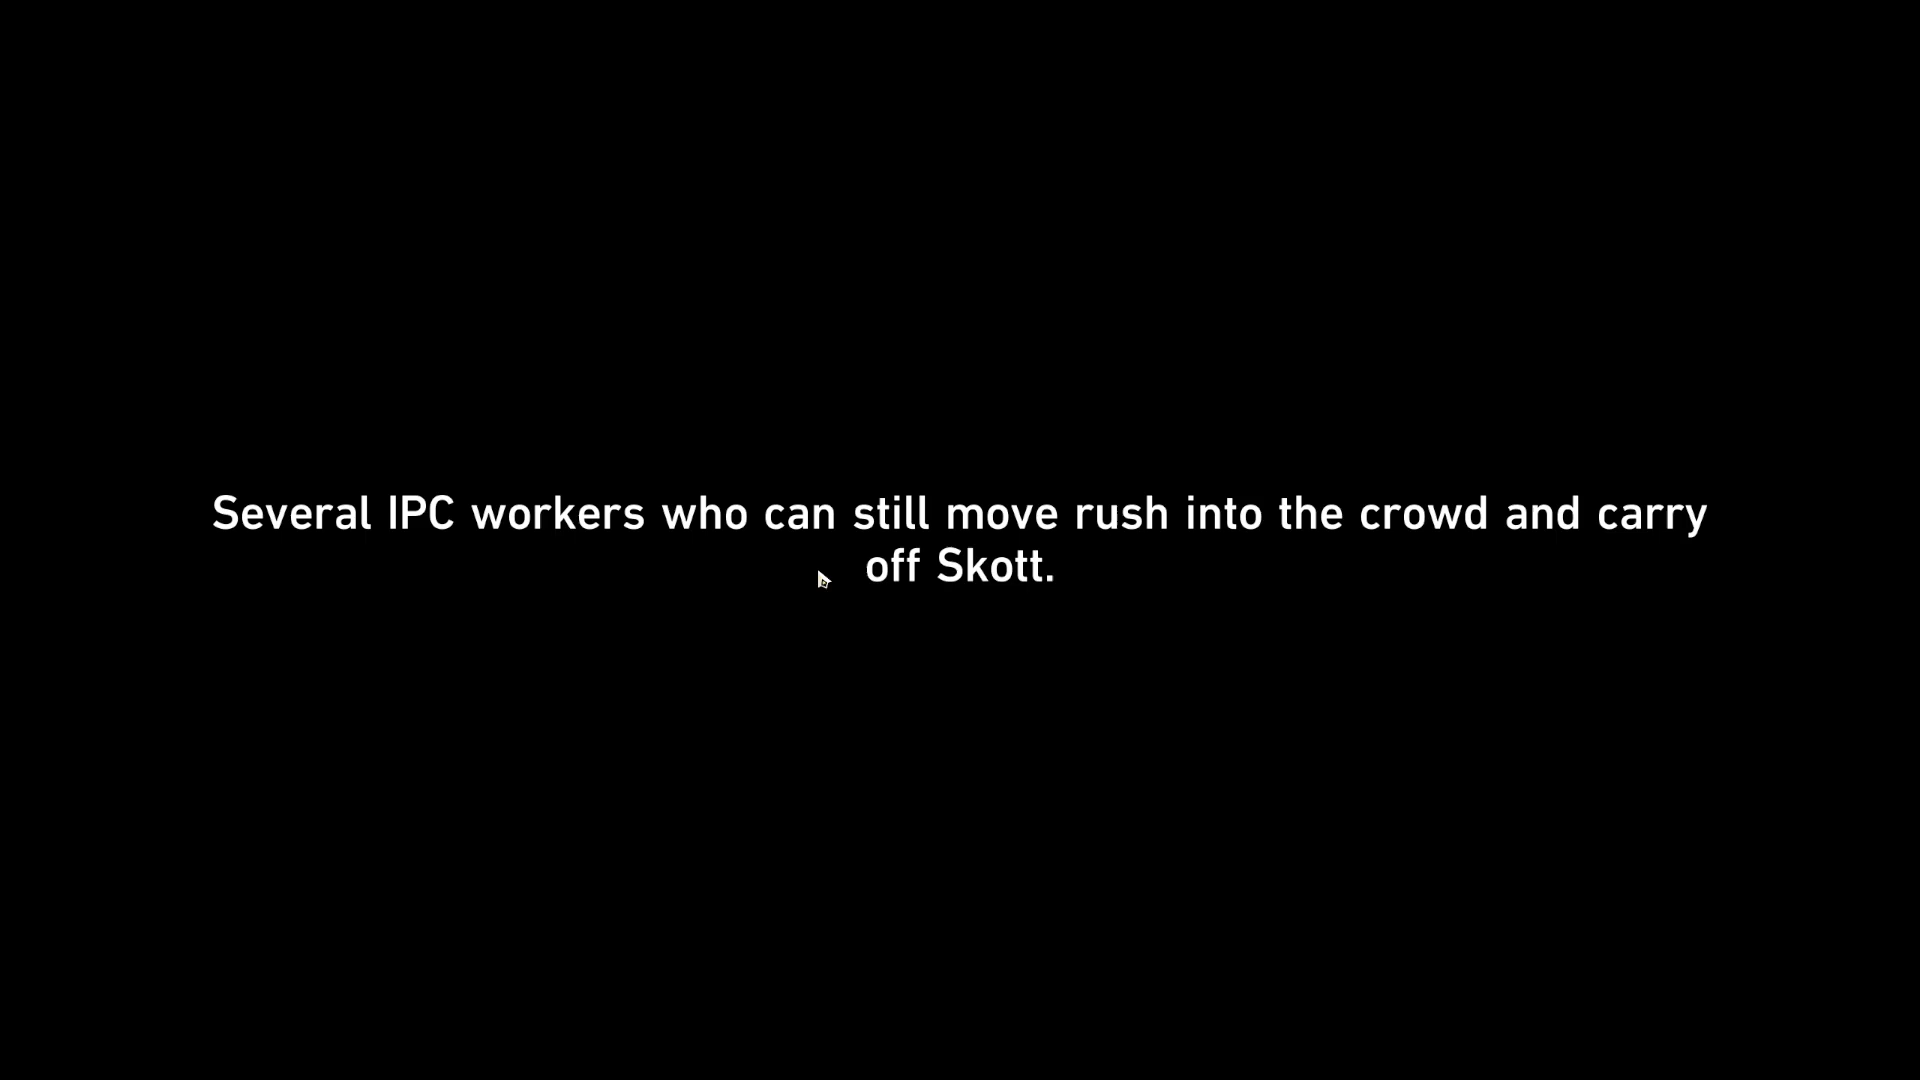 Several IPC workers who can still move rush into the crowd and carry
off Skott.